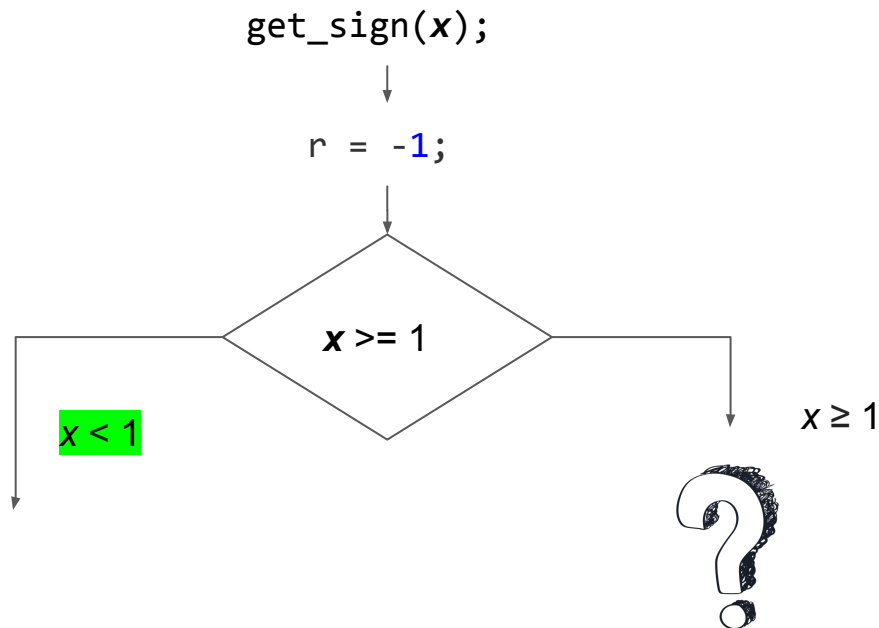 get_sign(x);
r = -1;
x >= 1
x < 1
x ≥ 1
?